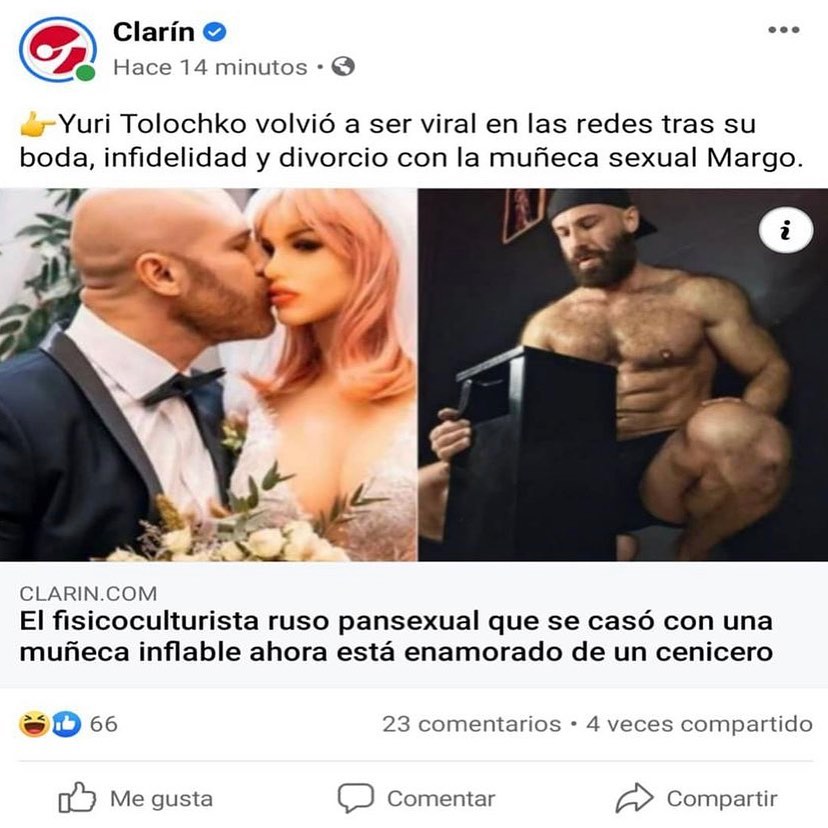 Clarín
Hace 14 minutos •
👉Yuri Tolochko volvió a ser viral en las redes tras su
boda, infidelidad y divorcio con la muñeca sexual Margo.
i
CLARIN.COM
El fisicoculturista ruso pansexual que se casó con una
muñeca inflable ahora está enamorado de un cenicero
66
23 comentarios • 4 veces compartido
Me gusta
Comentar
Compartir